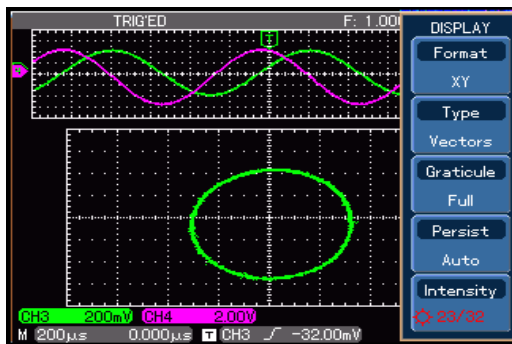 TRIG'ED F: 1.00
DISPLAY
Format
XY
Type
Vectors
Graticule
Full
Persist
Auto
Intensity
23/32
T
CH3 200mV CH4 2.00V
M 200µs 0.000µs T CH3 -32.00mV